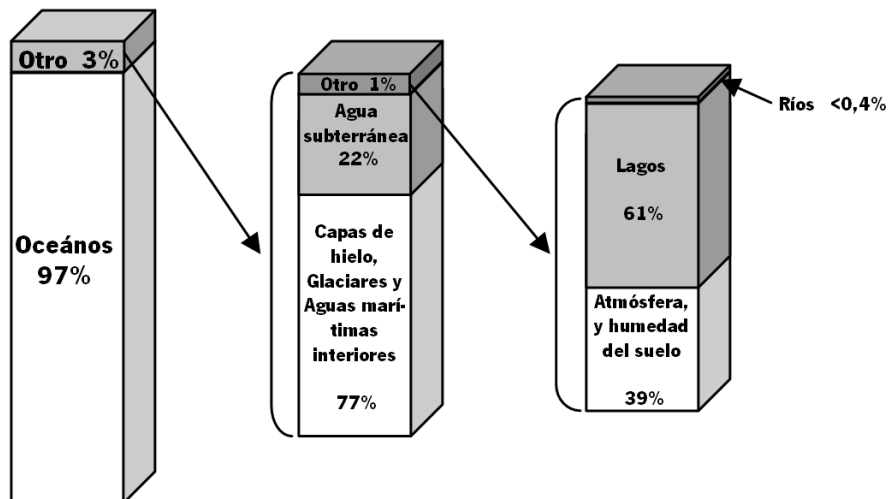 Otro 3%
Oceános
97%
Otro 1%
Agua
subterránea
22%
Capas de
hielo,
Glaciares y
Aguas marí-
timas
interiores
77%
Ríos <0,4%
Lagos
61%
Atmósfera,
y humedad
del suelo
39%